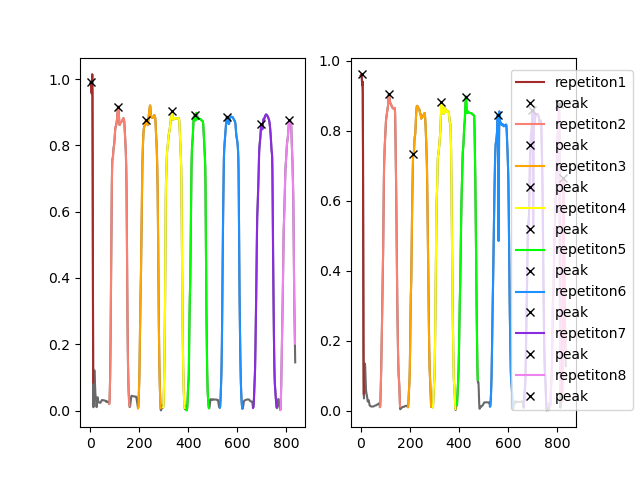 1.0
0.8
0.6
0.4
0.2
0.0
0 200 400 600 800
1.0
0.8
0.6
0.4
0.2
0.0
0 200 400 600 800
repetiton1
peak
repetiton2
peak
repetiton3
peak
repetiton4
peak
repetiton5
peak
repetiton6
peak
repetiton7
peak
repetiton8
peak